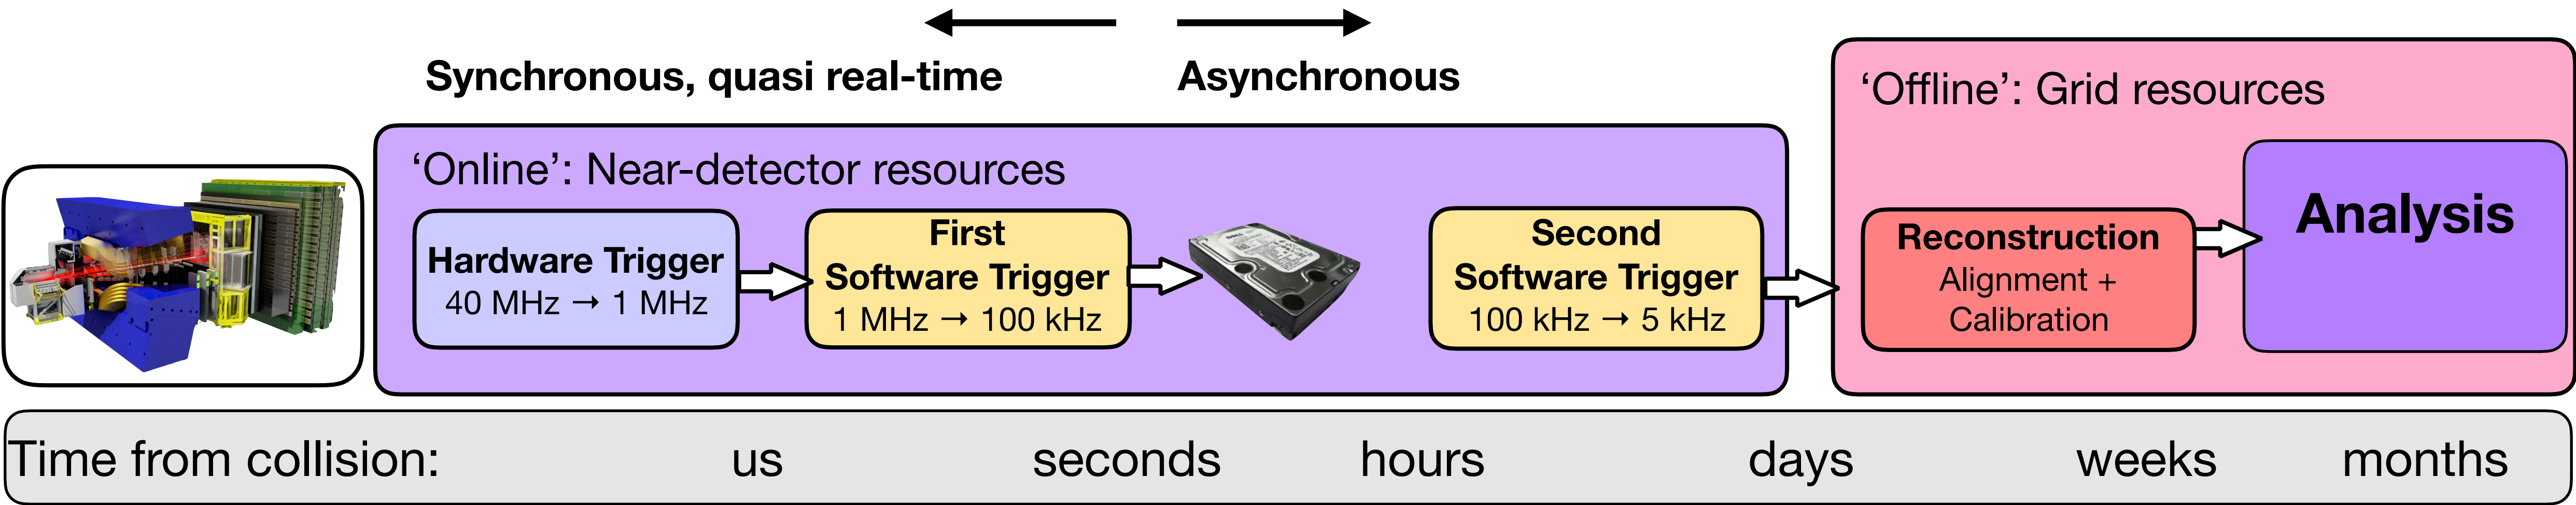 Synchronous, quasi real-time
Asynchronous
‘Online’: Near-detector resources
Hardware Trigger
40 MHz → 1 MHz
First
Software Trigger
1 MHz → 100 kHz
Second
Software Trigger
100 kHz → 5 kHz
‘Offline’: Grid resources
Reconstruction
Alignment +
Calibration
Analysis
Time from collision: us seconds hours days weeks months